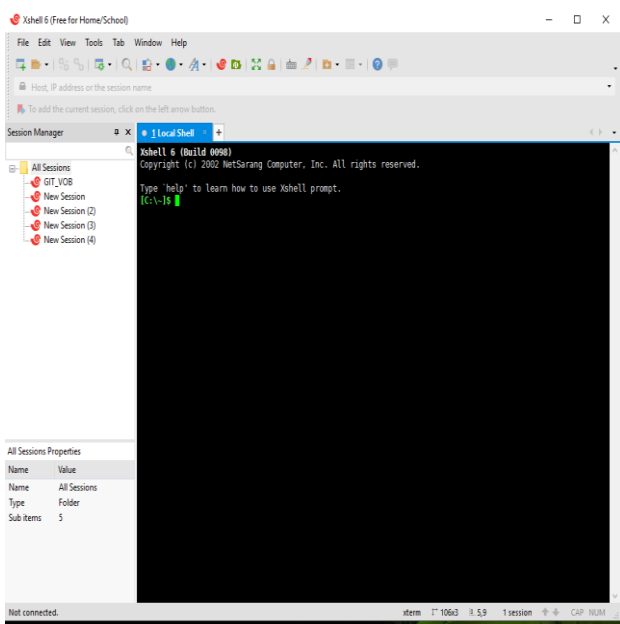 Xshell 6 (Free for Home/School)
File Edit View Tools Tab Window Help
Host, IP address or the session name
To add the current session, click on the left arrow button.
Session Manager
1 Local Shell
All Sessions
GIT_VOB
New Session
New Session (2)
New Session (3)
New Session (4)
Xshell 6 (Build 0098)
Copyright (c) 2002 NetSarang Computer, Inc. All rights reserved.
Type `help' to learn how to use Xshell prompt.
[C:\~]$
All Sessions Properties
Name Value
Name All Sessions
Type Folder
Sub items 5
Not connected. xterm 106x3 5,9 1 session CAP NUM